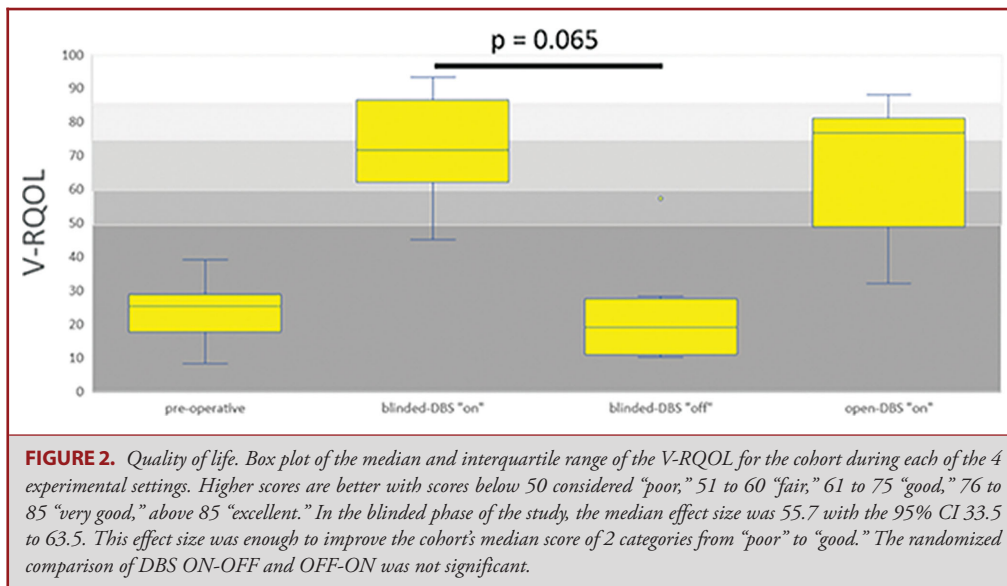 p = 0.065
100
90
80
70
60
50
40
30
20
10
0
V-RQOL
pre-operative
blinded-DBS "on"
blinded-DBS "off"
open-DBS "on"
FIGURE 2. Quality of life. Box plot of the median and interquartile range of the V-RQOL for the cohort during each of the 4
experimental settings. Higher scores are better with scores below 50 considered “poor,” 51 to 60 “fair,” 61 to 75 “good,” 76 to
85 “very good,” above 85 “excellent.” In the blinded phase of the study, the median effect size was 55.7 with the 95% CI 33.5
to 63.5. This effect size was enough to improve the cohort’s median score of 2 categories from “poor” to “good.” The randomized
comparison of DBS ON-OFF and OFF-ON was not significant.